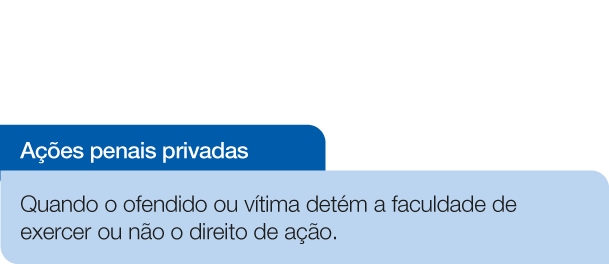 Ações penais privadas
Quando o ofendido ou vítima detém a faculdade de
exercer ou não o direito de ação.